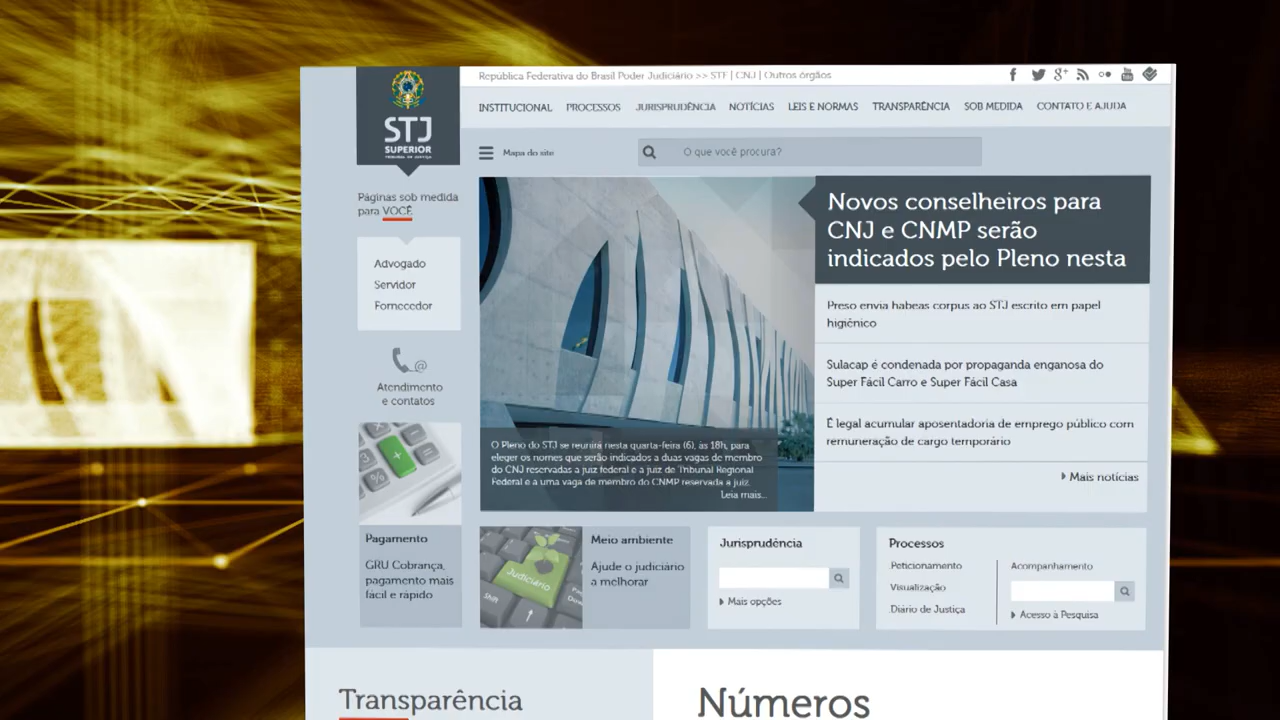 República Federativa do Brasil Poder Judiciário >> STF | CNJ | Outros órgãos
STJ
SUPERIOR
TRIBUNAL DE JUSTIÇA
INSTITUCIONAL PROCESSOS JURISPRUDÊNCIA NOTÍCIAS LEIS E NORMAS TRANSPARÊNCIA SOB MEDIDA CONTATO E AJUDA
Mapa do site
O que você procura?
Páginas sob medida
para VOCÊ
Advogado
Servidor
Fornecedor
Atendimento
e contatos
Pagamento
GRU Cobrança,
pagamento mais
fácil e rápido
Novos conselheiros para
CNJ e CNMP serão
indicados pelo Pleno nesta
O Pleno do STJ se reunirá nesta quarta-feira (6), às 18h, para
eleger os nomes que serão indicados a duas vagas de membro
do CNJ reservadas a juiz federal e a juiz de Tribunal Regional
Federal e a uma vaga de membro do CNMP reservada a juiz.
Leia mais...
Preso envia habeas corpus ao STJ escrito em papel
higiênico
Sulacap é condenada por propaganda enganosa do
Super Fácil Carro e Super Fácil Casa
É legal acumular aposentadoria de emprego público com
remuneração de cargo temporário
Mais notícias
Judiciário
Shift
Meio ambiente
Ajude o judiciário
a melhorar
Jurisprudência
Mais opções
Processos
Peticionamento
Visualização
Diário de Justiça
Acompanhamento
Acesso à Pesquisa
Transparência
Números